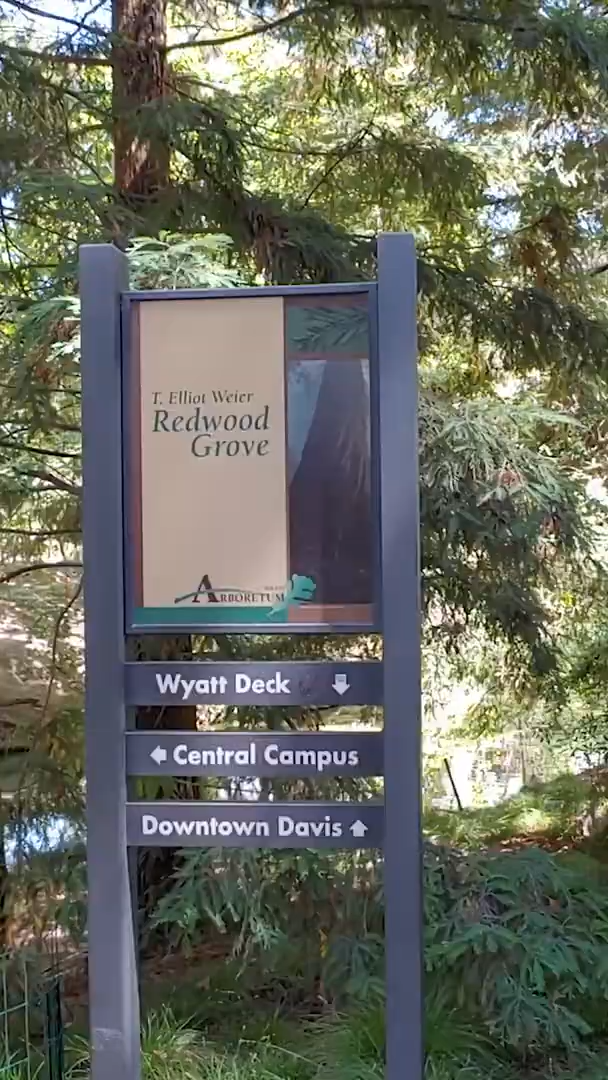 T. Elliot Weier
Redwood
Grove
ARBORETUM
Wyatt Deck
Central Campus
Downtown Davis